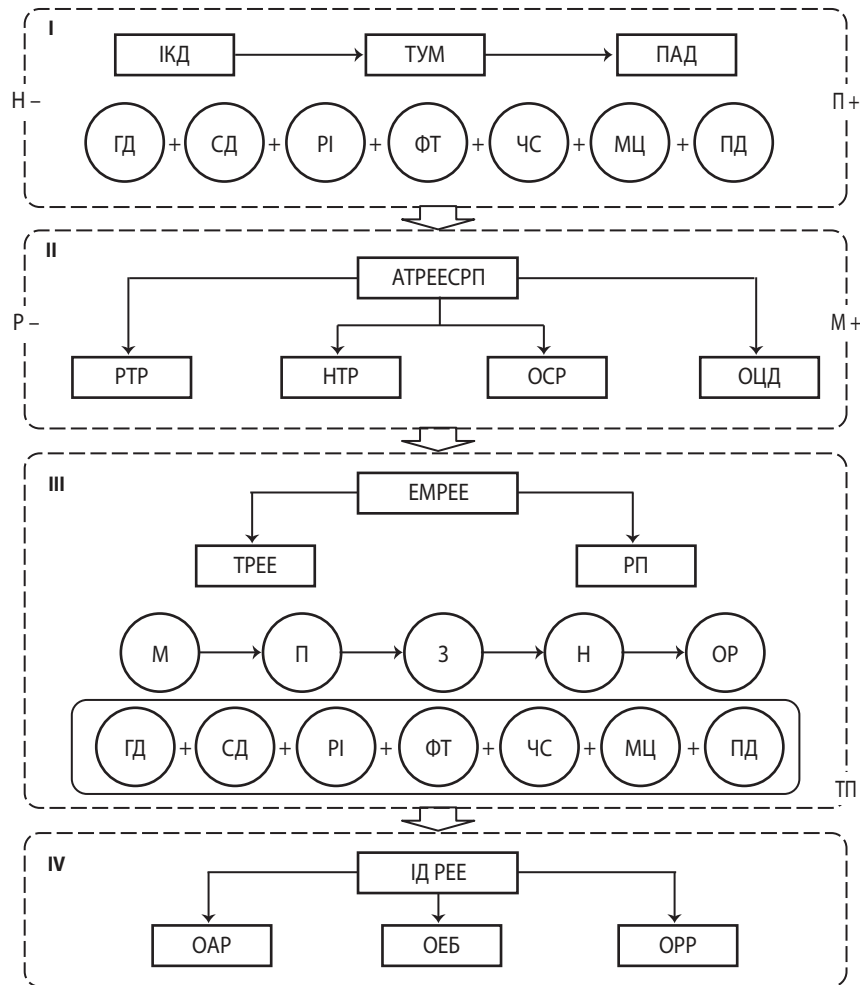 I
ІКД ТУМ ПАД
Н – П +
ГД + СД + РІ + ФТ + ЧС + МЦ + ПД
II
АТРЕЕСРП
Р – М +
РТР НТР ОСР ОЦД
III
ЕМРЕЕ
ТРЕЕ РП
М П З Н ОР
ГД + СД + РІ + ФТ + ЧС + МЦ + ПД
ТП
IV
ІД РЕЕ
ОАР ОЕБ ОРР